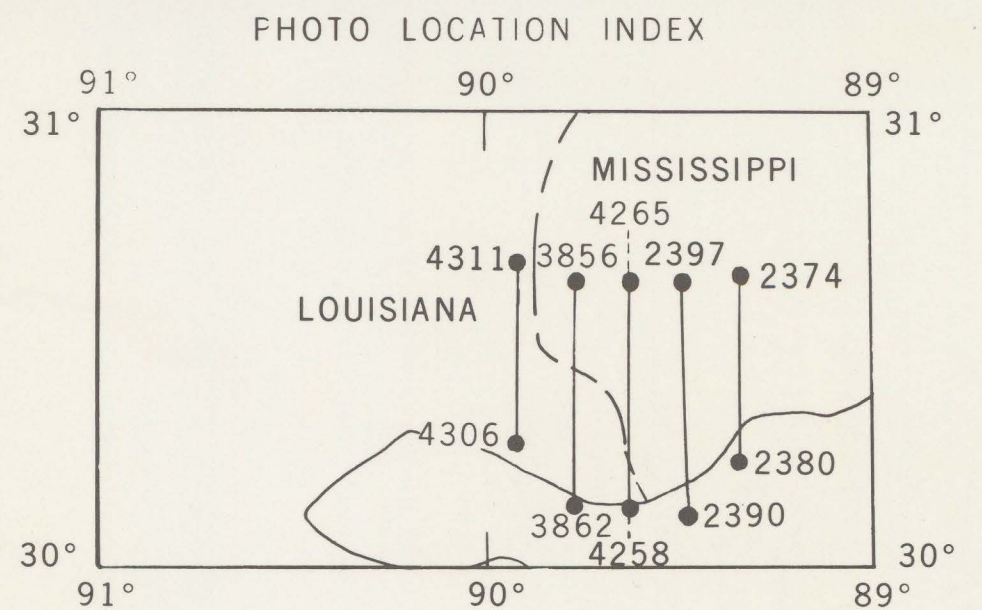 PHOTO LOCATION INDEX
91° 90° 89°
31° 31°
MISSISSIPPI
4265
4311 3856 2397 2374
LOUISIANA
4306 2380
3862 2390
4258
30° 30°
91° 90° 89°